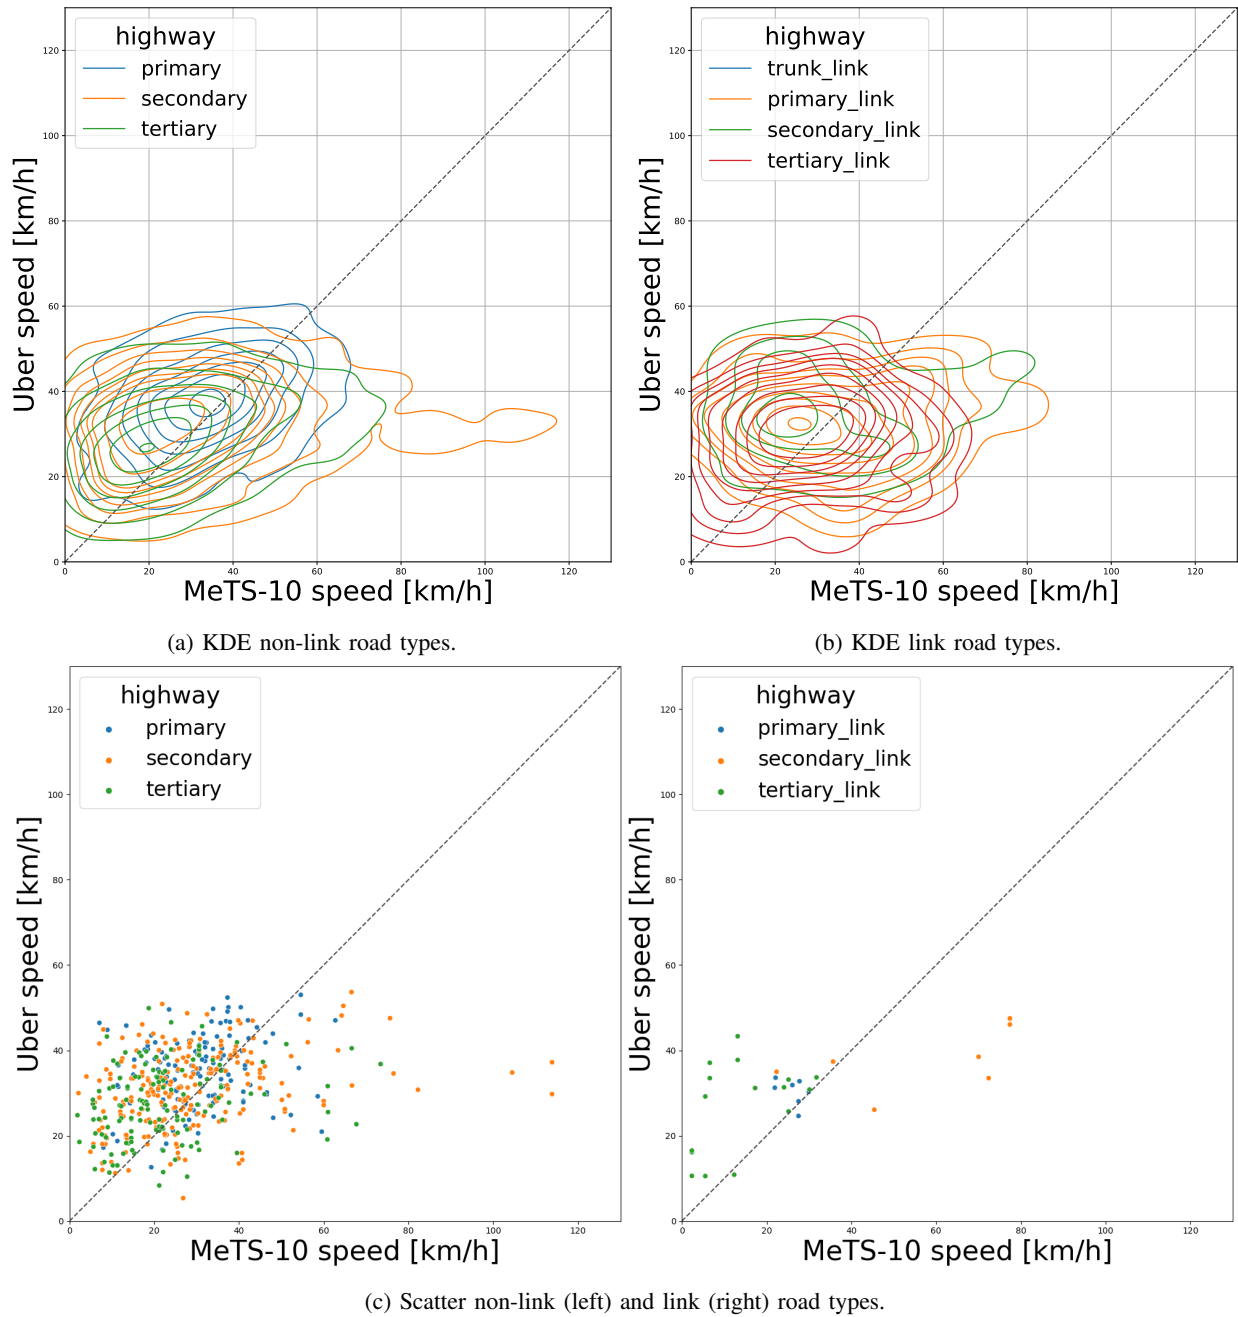 highway
primary
secondary
tertiary
120
100
80
60
40
20
0
0 20 40 60 80 100 120
Uber speed [km/h]
MeTS-10 speed [km/h]
(a) KDE non-link road types.
highway
trunk_link
primary_link
secondary_link
tertiary_link
120
100
80
60
40
20
0
0 20 40 60 80 100 120
Uber speed [km/h]
MeTS-10 speed [km/h]
(b) KDE link road types.
highway
primary
secondary
tertiary
120
100
80
60
40
20
0
0 20 40 60 80 100 120
Uber speed [km/h]
MeTS-10 speed [km/h]
highway
primary_link
secondary_link
tertiary_link
120
100
80
60
40
20
0
0 20 40 60 80 100 120
Uber speed [km/h]
MeTS-10 speed [km/h]
(c) Scatter non-link (left) and link (right) road types.